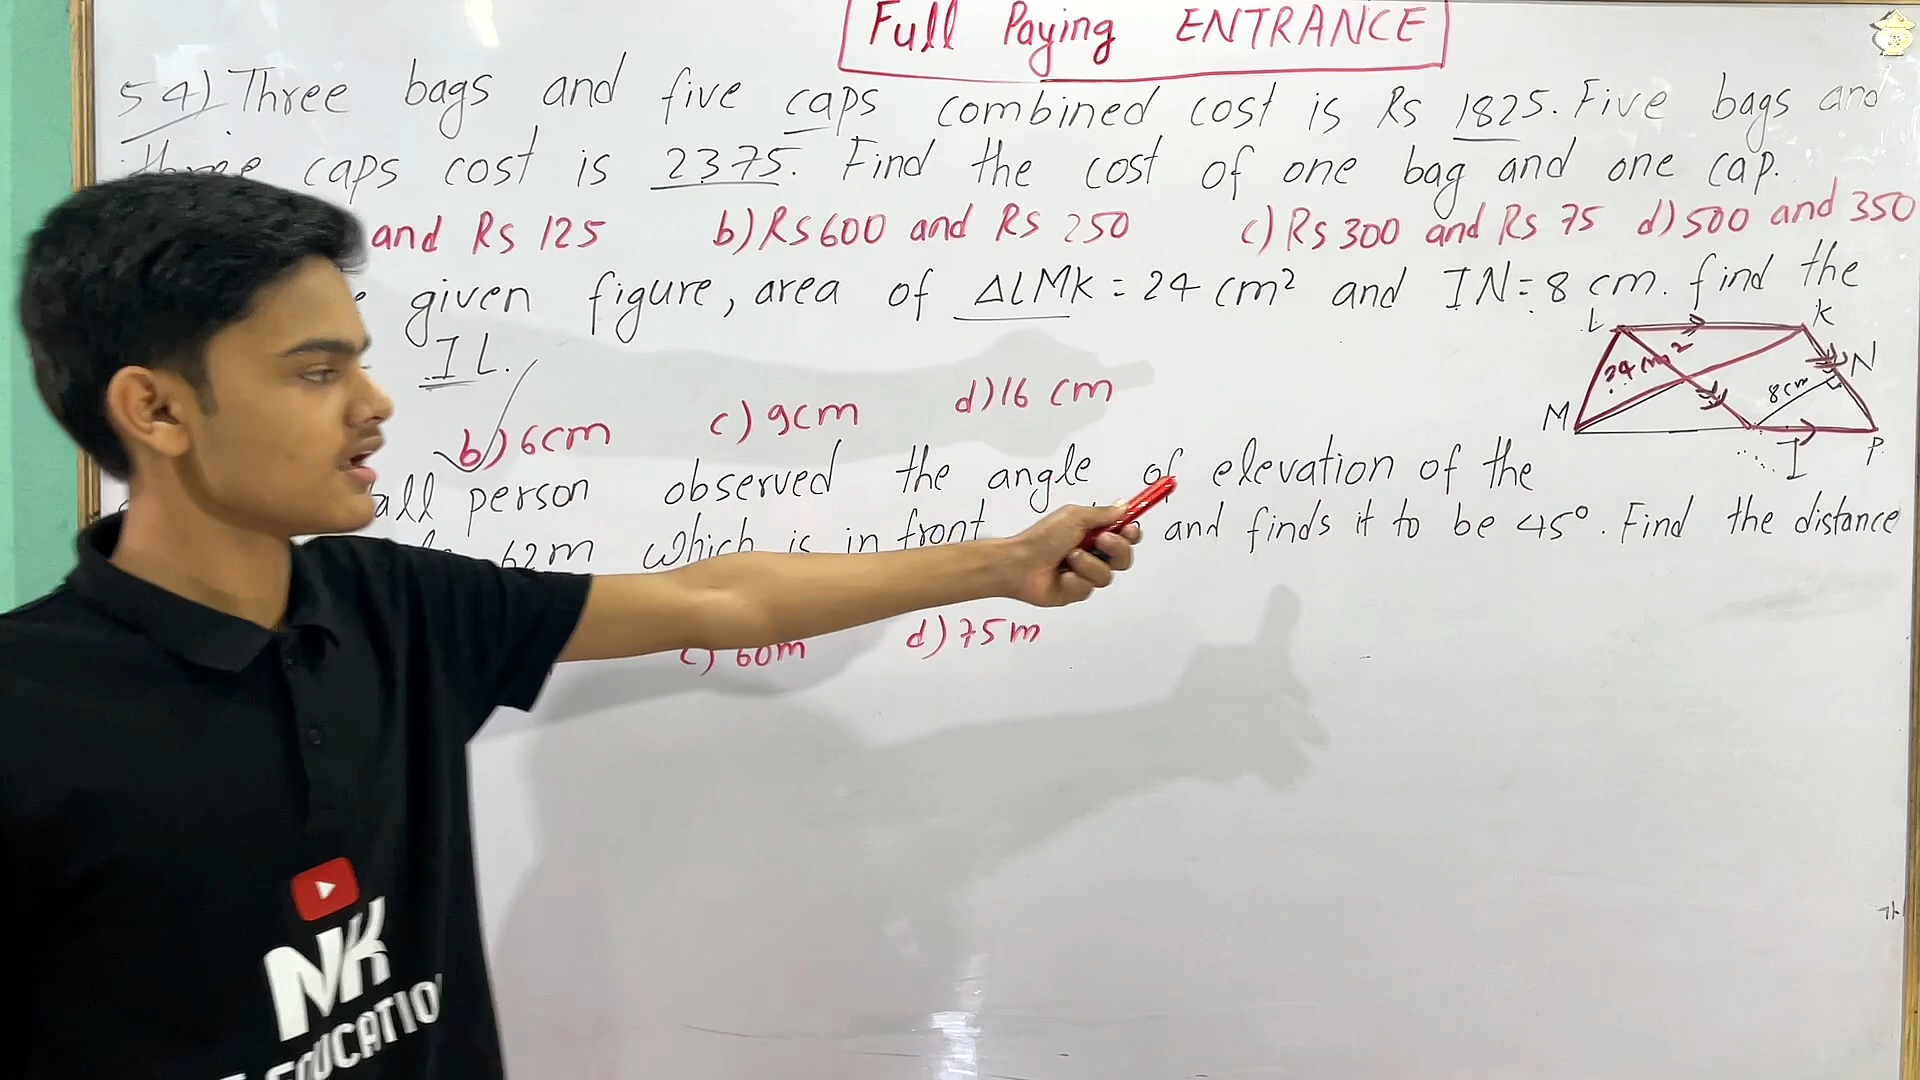 Full Paying ENTRANCE
54) Three bags and five caps combined cost is Rs 1825. Five bags and
three caps cost is 2375. Find the cost of one bag and one cap.
and Rs 125 b) Rs 600 and Rs 250 c) Rs 300 and Rs 75 d) 500 and 350
given figure, area of ΔLMK = 24 cm² and IN = 8 cm. find the
IL.
b) 6cm c) 9cm d) 16 cm
L K
24 cm²
N
8cm
M
I P
all person observed the angle of elevation of the
62m which is in front and finds it to be 45°. Find the distance
c) 60m d) 75m
NK
EDUCATIO